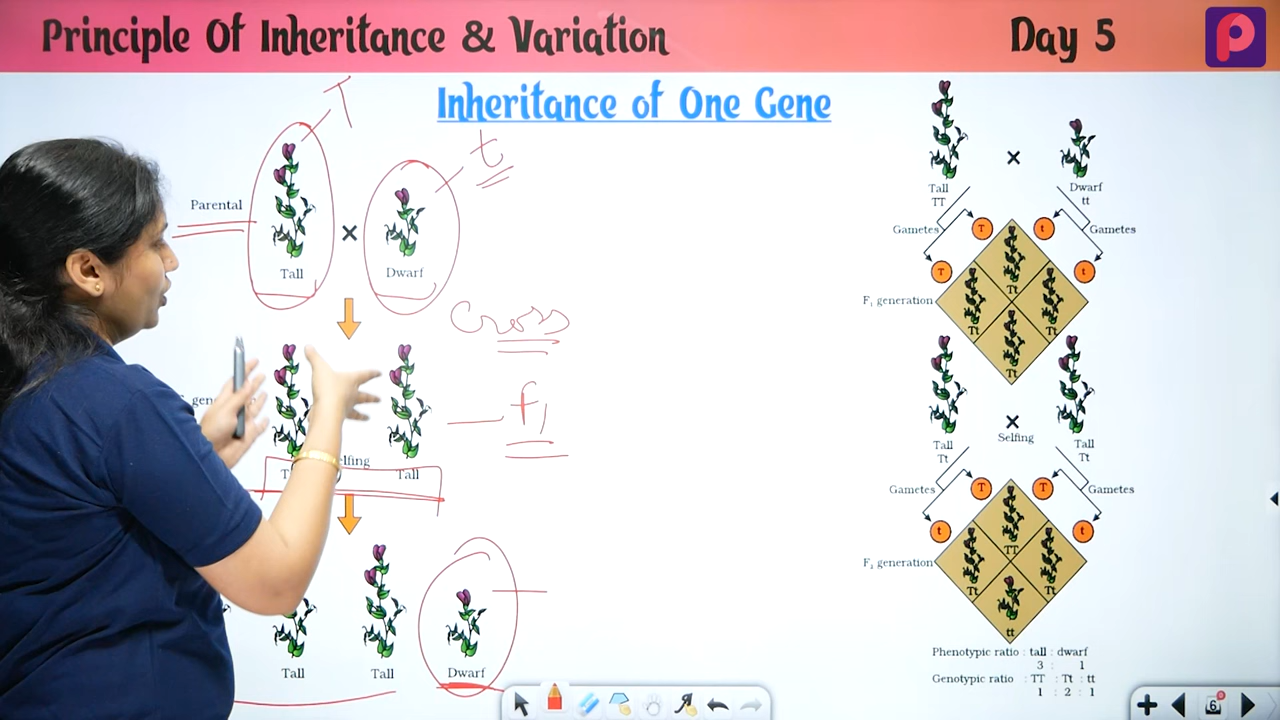 Principle Of Inheritance & Variation
Day 5
Inheritance of One Gene
T
t
Parental
×
Tall
Dwarf
Cross
F1
Tall
Tall
Tall
Dwarf
×
Tall
TT
Dwarf
tt
Gametes
T
t
Gametes
T
t
Tt
Tt
Tt
Tt
F1 generation
×
Selfing
Tall
Tt
Tall
Tt
Gametes
T
T
Gametes
t
t
TT
Tt
Tt
tt
F2 generation
Phenotypic ratio : tall : dwarf
3 : 1
Genotypic ratio : TT : Tt : tt
1 : 2 : 1
6